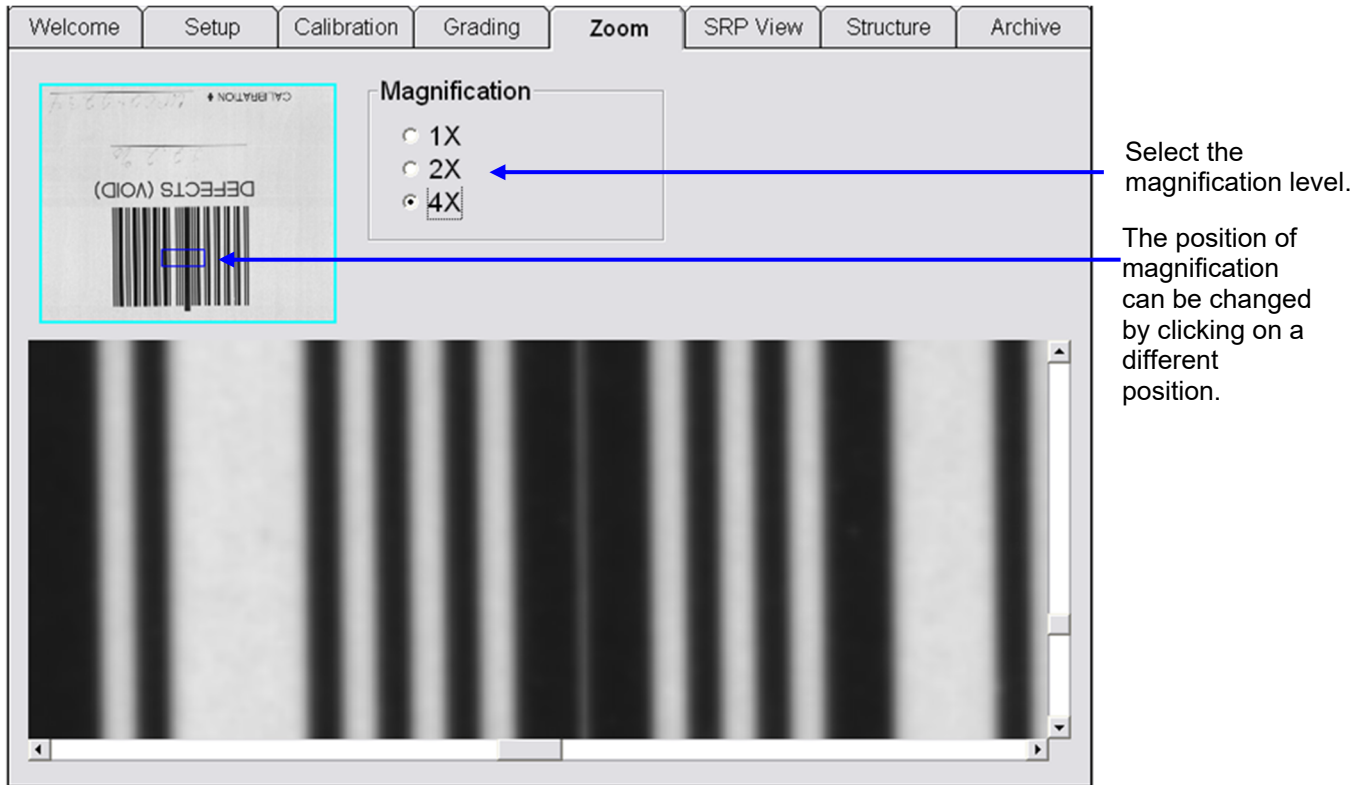 Welcome
Setup
Calibration
Grading
Zoom
SRP View
Structure
Archive
CALIBRATION
DEFECTS (VOID)
Magnification
1X
2X
4X
Select the
magnification level.
The position of
magnification
can be changed
by clicking on a
different
position.